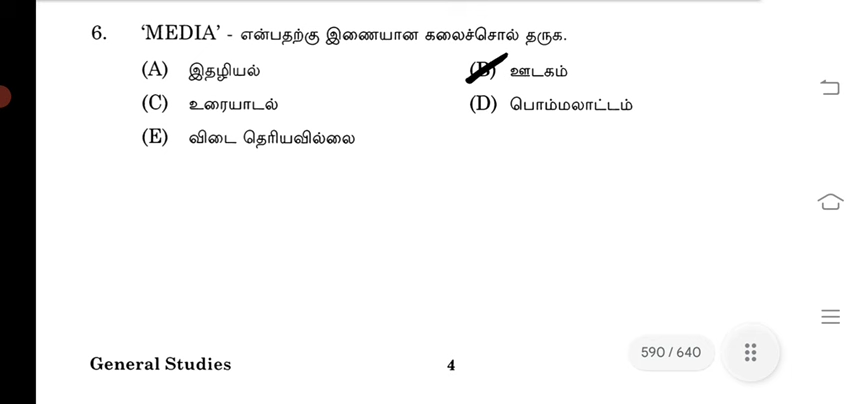 6. ‘MEDIA’ - என்பதற்கு இணையான கலைச்சொல் தருக.
(A) இதழியல் (B) ஊடகம்
(C) உரையாடல் (D) பொம்மலாட்டம்
(E) விடை தெரியவில்லை
590 / 640
General Studies 4